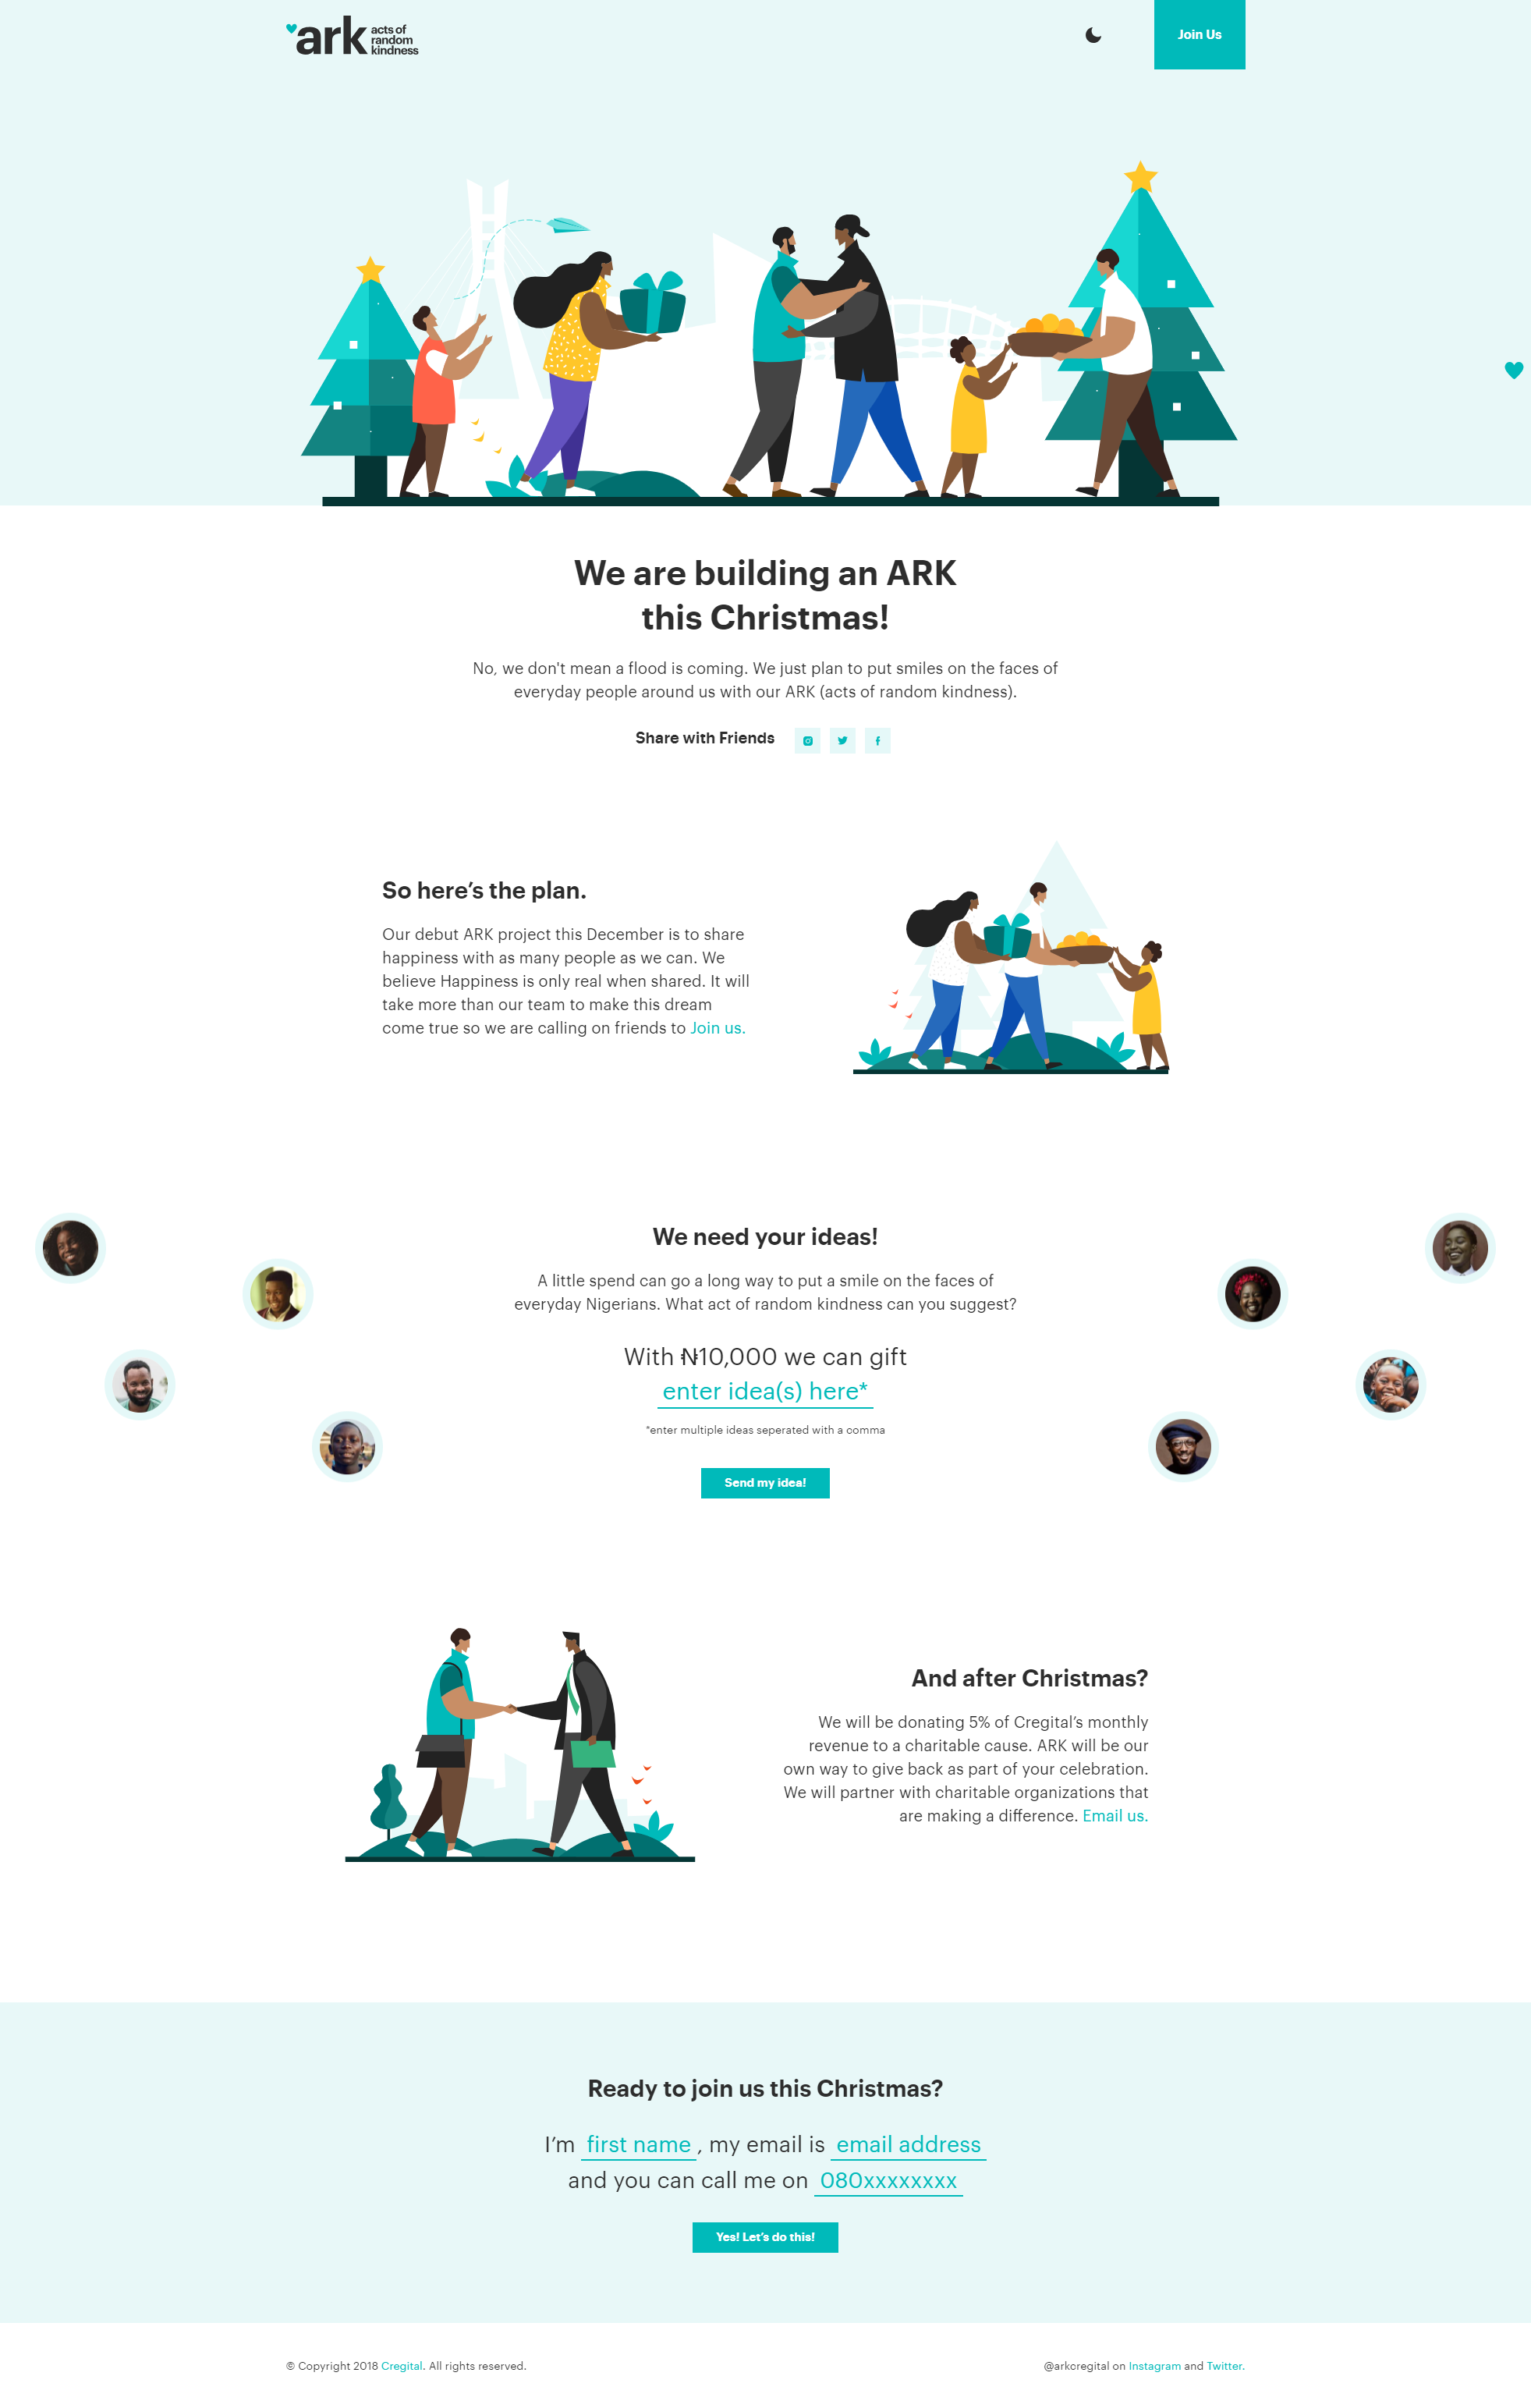 ark
acts of
random
kindness
Join Us
We are building an ARK
this Christmas!
No, we don't mean a flood is coming. We just plan to put smiles on the faces of
everyday people around us with our ARK (acts of random kindness).
Share with Friends
So here’s the plan.
Our debut ARK project this December is to share
happiness with as many people as we can. We
believe Happiness is only real when shared. It will
take more than our team to make this dream
come true so we are calling on friends to Join us.
We need your ideas!
A little spend can go a long way to put a smile on the faces of
everyday Nigerians. What act of random kindness can you suggest?
With ₦10,000 we can gift
enter idea(s) here*
*enter multiple ideas seperated with a comma
Send my idea!
And after Christmas?
We will be donating 5% of Cregital’s monthly
revenue to a charitable cause. ARK will be our
own way to give back as part of your celebration.
We will partner with charitable organizations that
are making a difference. Email us.
Ready to join us this Christmas?
I’m first name , my email is email address
and you can call me on 080xxxxxxxx
Yes! Let’s do this!
© Copyright 2018 Cregital. All rights reserved.
@arkcregital on Instagram and Twitter.